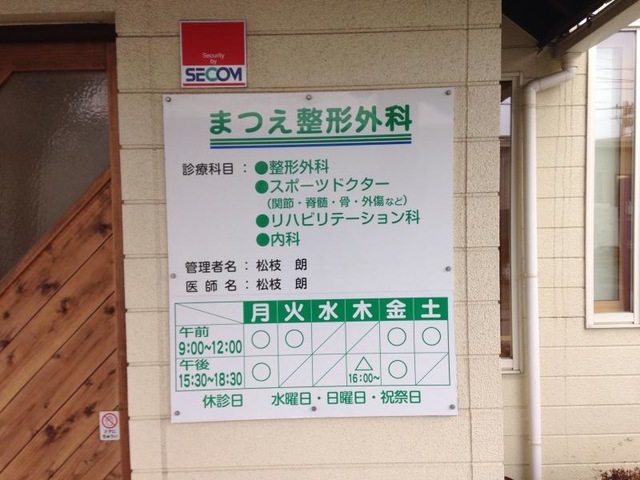 Security
by
SECOM
まつえ整形外科
診療科目：●整形外科
●スポーツドクター
（関節・脊髄・骨・外傷など）
●リハビリテーション科
●内科
管理者名：松枝 朗
医師名：松枝 朗
月 火 水 木 金 土
午前 9:00~12:00 ○ ○ ／ ／ ○ ○
午後 15:30~18:30 ○ ／ ／ △ 16:00~ ○ ／
休診日 水曜日・日曜日・祝祭日